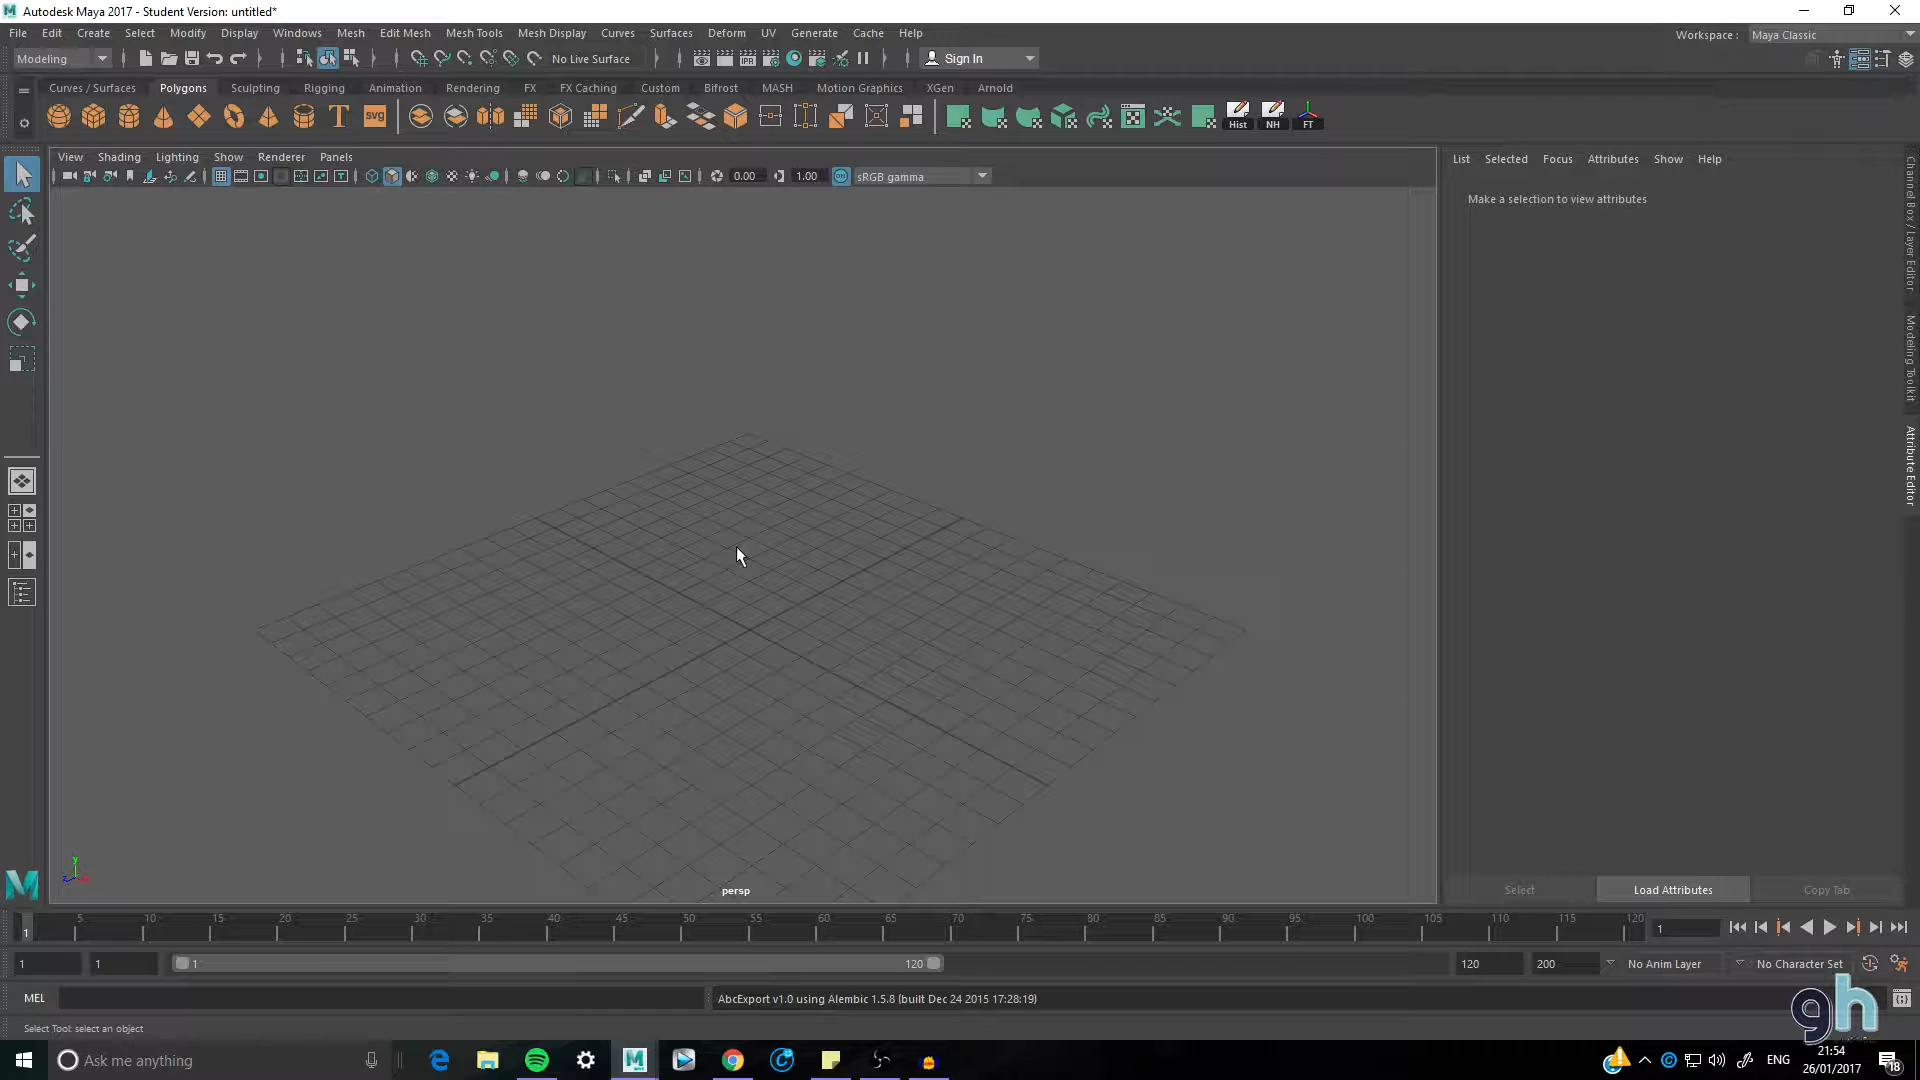 Autodesk Maya 2017 - Student Version: untitled*
File Edit Create Select Modify Display Windows Mesh Edit Mesh Mesh Tools Mesh Display Curves Surfaces Deform UV Generate Cache Help
Workspace : Maya Classic
Modeling No Live Surface IPR Sign In
Curves / Surfaces Polygons Sculpting Rigging Animation Rendering FX FX Caching Custom Bifrost MASH Motion Graphics XGen Arnold
T SVG Hist NH FT
View Shading Lighting Show Renderer Panels
0.00 1.00 ON sRGB gamma
List Selected Focus Attributes Show Help
Make a selection to view attributes
Channel Box / Layer Editor
Modeling Toolkit
Attribute Editor
y
persp
Select Load Attributes Copy Tab
5 10 15 20 25 30 35 40 45 50 55 60 65 70 75 80 85 90 95 100 105 110 115 120
1 1
1 1 1 120 120 200 No Anim Layer No Character Set
MEL AbcExport v1.0 using Alembic 1.5.8 (built Dec 24 2015 17:28:19)
gh
Select Tool: select an object
Ask me anything ENG 21:54
26/01/2017 18